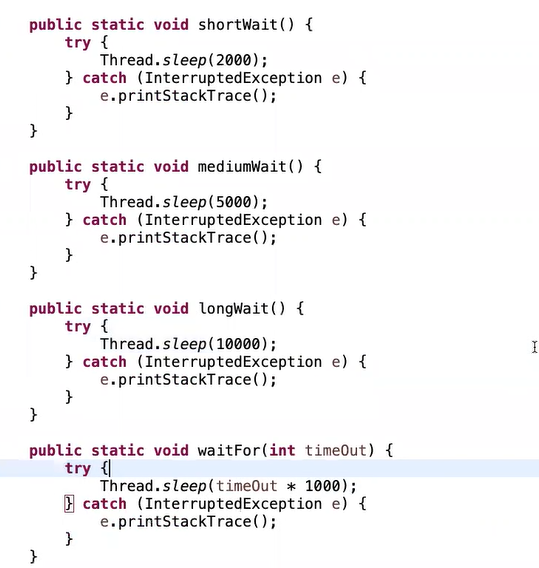 public static void shortWait() {
try {
Thread.sleep(2000);
} catch (InterruptedException e) {
e.printStackTrace();
}
}
public static void mediumWait() {
try {
Thread.sleep(5000);
} catch (InterruptedException e) {
e.printStackTrace();
}
}
public static void longWait() {
try {
Thread.sleep(10000);
} catch (InterruptedException e) {
e.printStackTrace();
}
}
public static void waitFor(int timeOut) {
try {
Thread.sleep(timeOut * 1000);
} catch (InterruptedException e) {
e.printStackTrace();
}
}